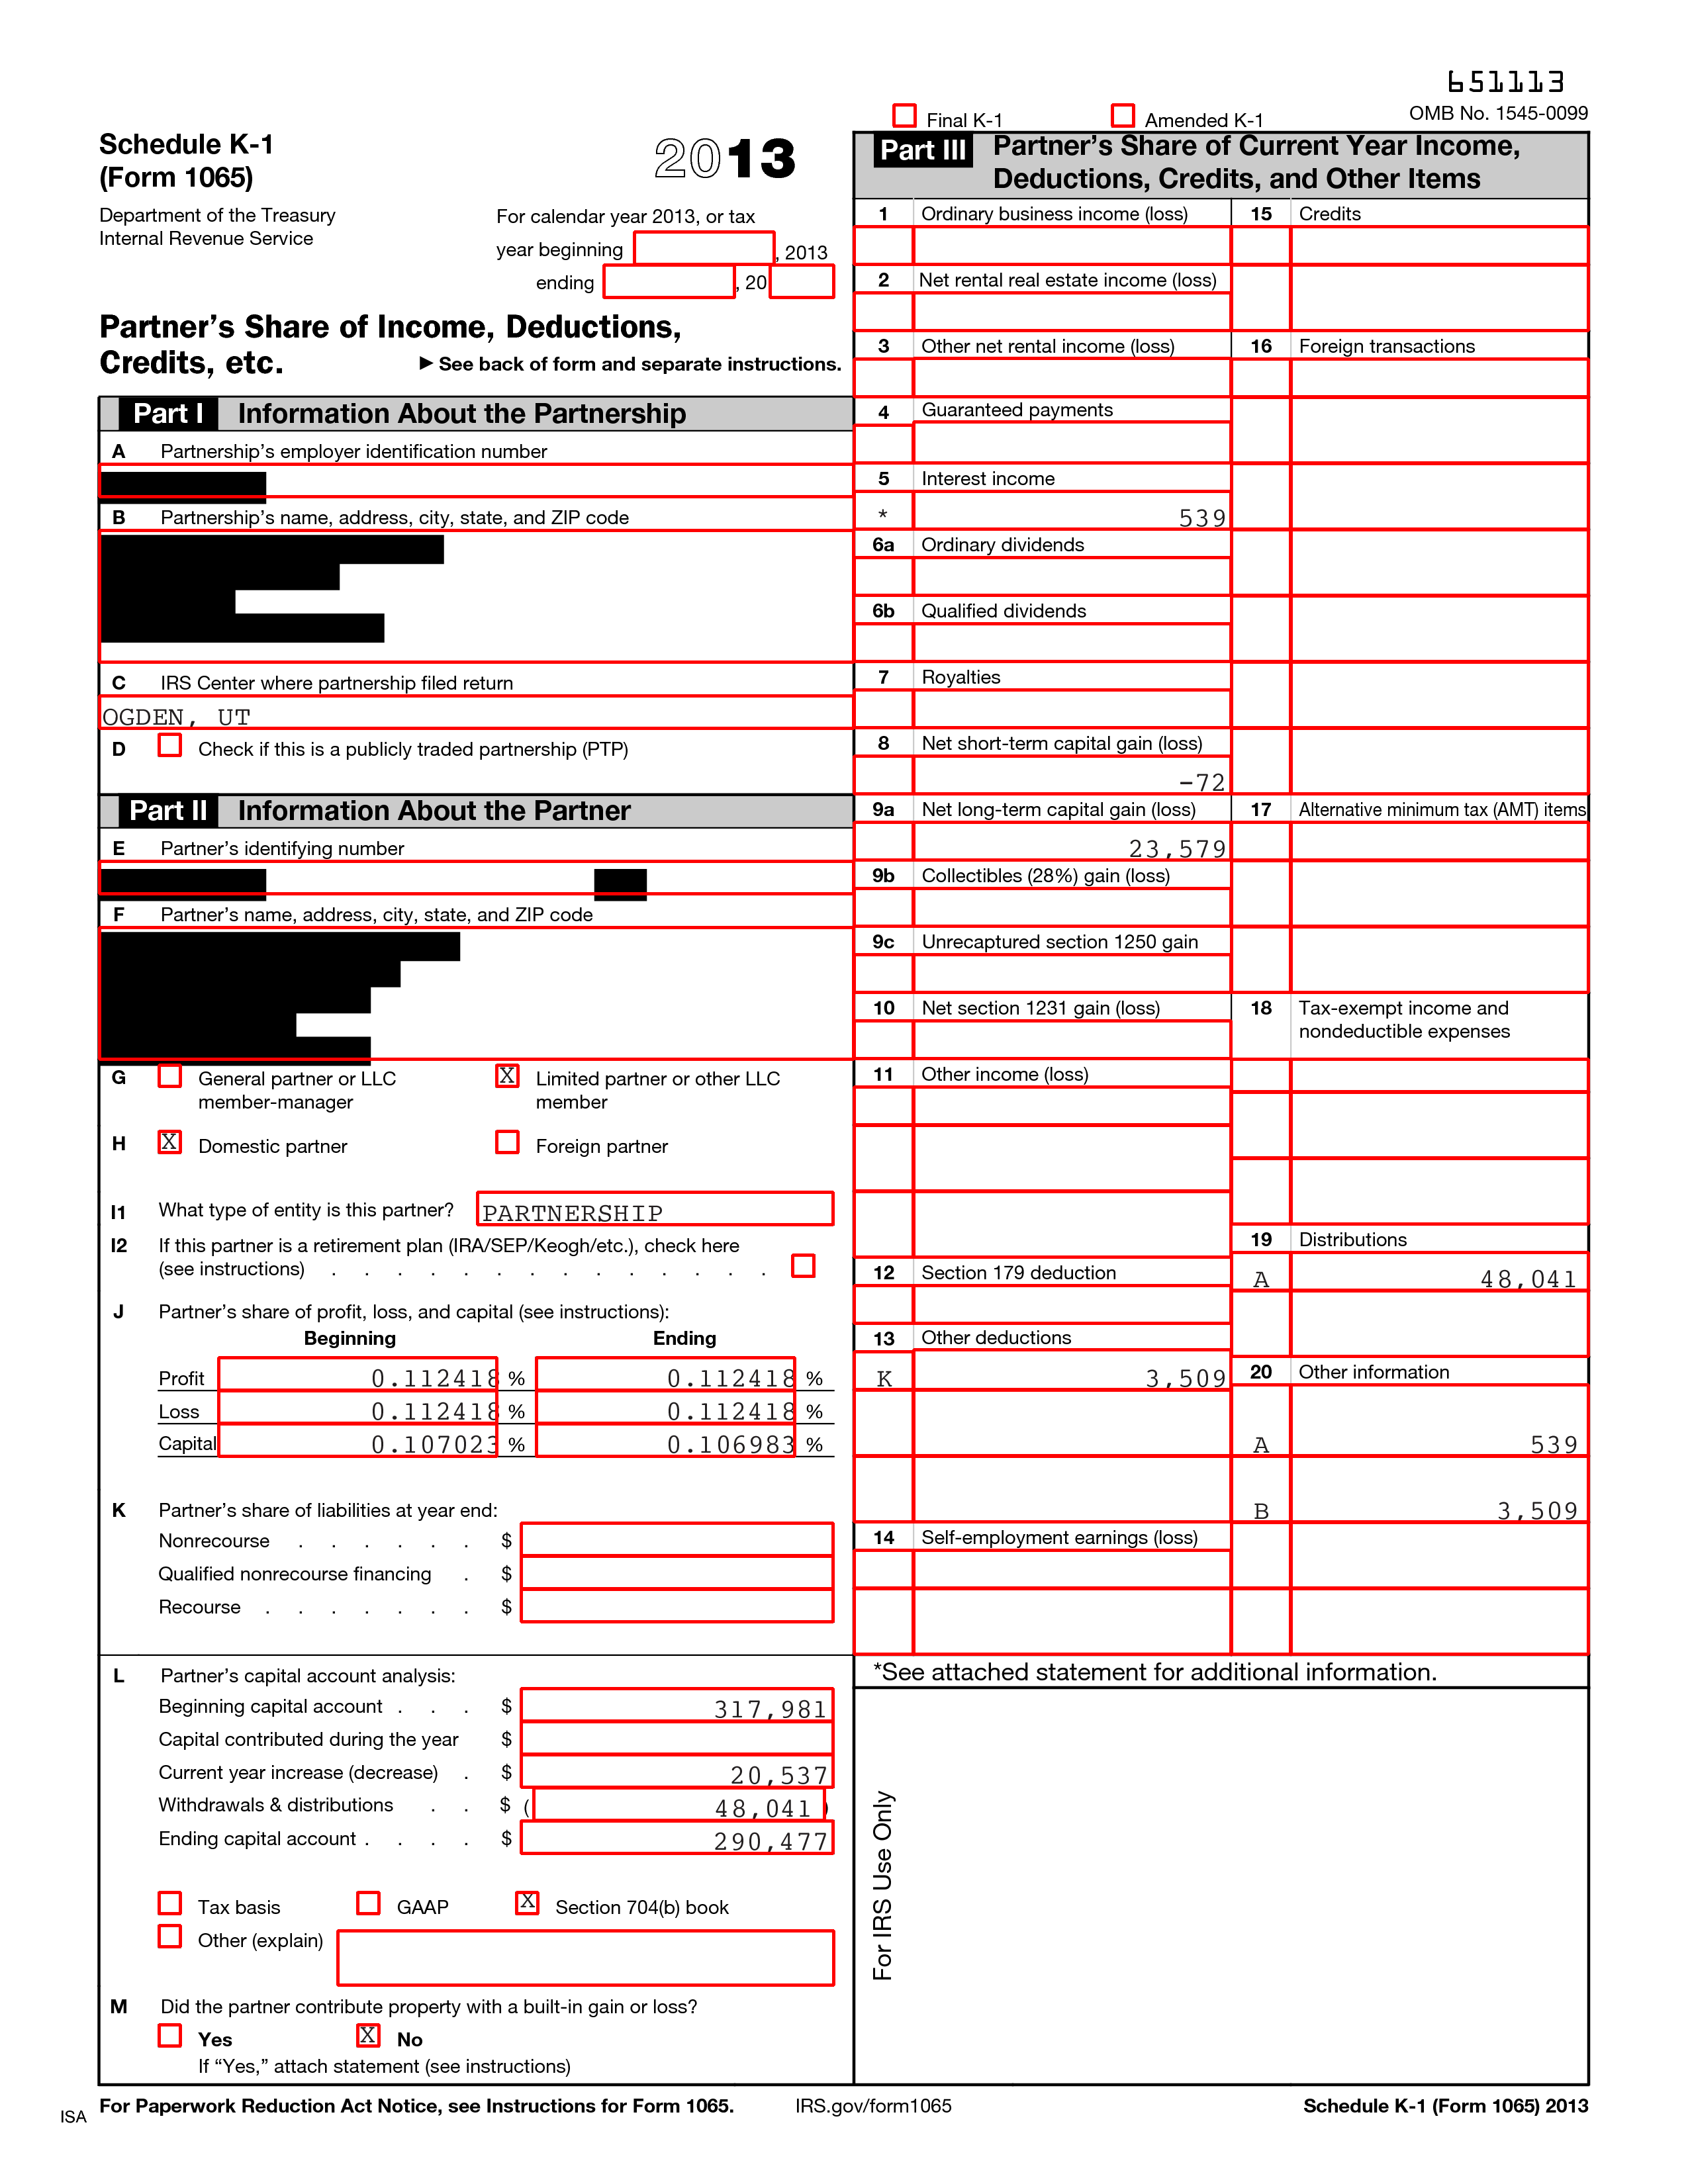 651113
OMB No. 1545-0099
Final K-1
Amended K-1
Schedule K-1
(Form 1065)
2013
Department of the Treasury
Internal Revenue Service
For calendar year 2013, or tax
year beginning , 2013
ending , 20
Partner's Share of Income, Deductions,
Credits, etc. ▶ See back of form and separate instructions.
Part I Information About the Partnership
A Partnership's employer identification number
B Partnership's name, address, city, state, and ZIP code
C IRS Center where partnership filed return
OGDEN, UT
D Check if this is a publicly traded partnership (PTP)
Part II Information About the Partner
E Partner's identifying number
F Partner's name, address, city, state, and ZIP code
G General partner or LLC
member-manager
X Limited partner or other LLC
member
H X Domestic partner
Foreign partner
I1 What type of entity is this partner? PARTNERSHIP
I2 If this partner is a retirement plan (IRA/SEP/Keogh/etc.), check here
(see instructions) . . . . . . . . . . . . . .
J Partner's share of profit, loss, and capital (see instructions):
Beginning Ending
Profit 0.112418 % 0.112418 %
Loss 0.112418 % 0.112418 %
Capital 0.107023 % 0.106983 %
K Partner's share of liabilities at year end:
Nonrecourse . . . . . . $
Qualified nonrecourse financing . $
Recourse . . . . . . . $
L Partner's capital account analysis:
Beginning capital account . . . $ 317,981
Capital contributed during the year $
Current year increase (decrease) . $ 20,537
Withdrawals & distributions . . $ ( 48,041 )
Ending capital account . . . . $ 290,477
Tax basis
GAAP
X Section 704(b) book
Other (explain)
M Did the partner contribute property with a built-in gain or loss?
Yes
X No
If "Yes," attach statement (see instructions)
Part III Partner's Share of Current Year Income,
Deductions, Credits, and Other Items
1 Ordinary business income (loss)
2 Net rental real estate income (loss)
3 Other net rental income (loss)
4 Guaranteed payments
5 Interest income
* 539
6a Ordinary dividends
6b Qualified dividends
7 Royalties
8 Net short-term capital gain (loss)
-72
9a Net long-term capital gain (loss)
23,579
9b Collectibles (28%) gain (loss)
9c Unrecaptured section 1250 gain
10 Net section 1231 gain (loss)
11 Other income (loss)
12 Section 179 deduction
13 Other deductions
K 3,509
14 Self-employment earnings (loss)
15 Credits
16 Foreign transactions
17 Alternative minimum tax (AMT) items
18 Tax-exempt income and
nondeductible expenses
19 Distributions
A 48,041
20 Other information
A 539
B 3,509
*See attached statement for additional information.
For IRS Use Only
ISA
For Paperwork Reduction Act Notice, see Instructions for Form 1065. IRS.gov/form1065 Schedule K-1 (Form 1065) 2013